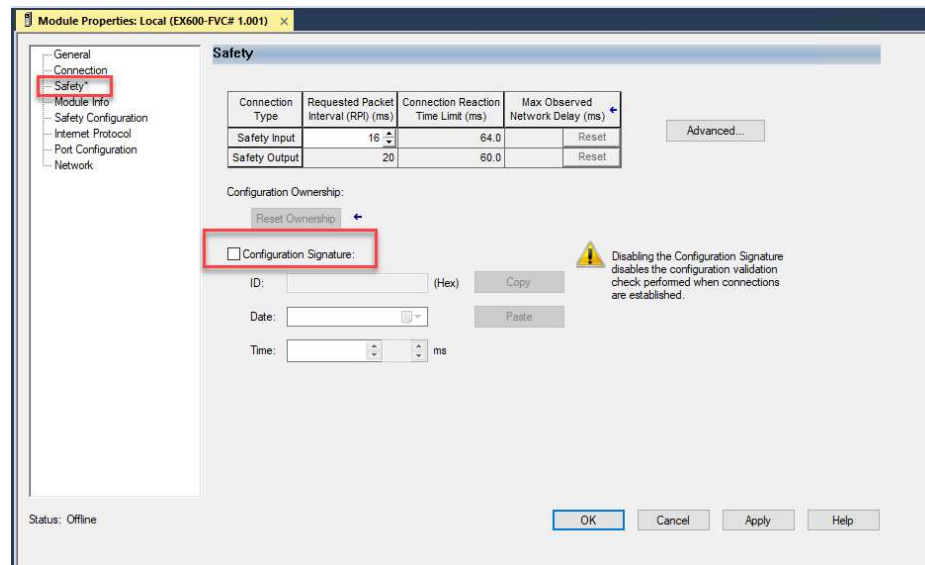 Module Properties: Local (EX600-FVC# 1.001) ×
General
Connection
Safety*
Module Info
Safety Configuration
Internet Protocol
Port Configuration
Network
Safety
Connection Type Requested Packet Interval (RPI) (ms) Connection Reaction Time Limit (ms) Max Observed Network Delay (ms)
Safety Input 16 64.0 Reset
Safety Output 20 60.0 Reset
Advanced...
Configuration Ownership:
Reset Ownership
Configuration Signature:
ID: (Hex) Copy
Date: Paste
Time: ms
Disabling the Configuration Signature
disables the configuration validation
check performed when connections
are established.
Status: Offline
OK Cancel Apply Help